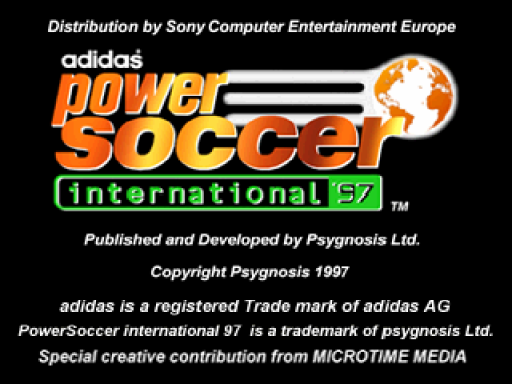 Distribution by Sony Computer Entertainment Europe
adidas
power
soccer
international '97 TM
Published and Developed by Psygnosis Ltd.
Copyright Psygnosis 1997
adidas is a registered Trade mark of adidas AG
PowerSoccer international 97 is a trademark of psygnosis Ltd.
Special creative contribution from MICROTIME MEDIA